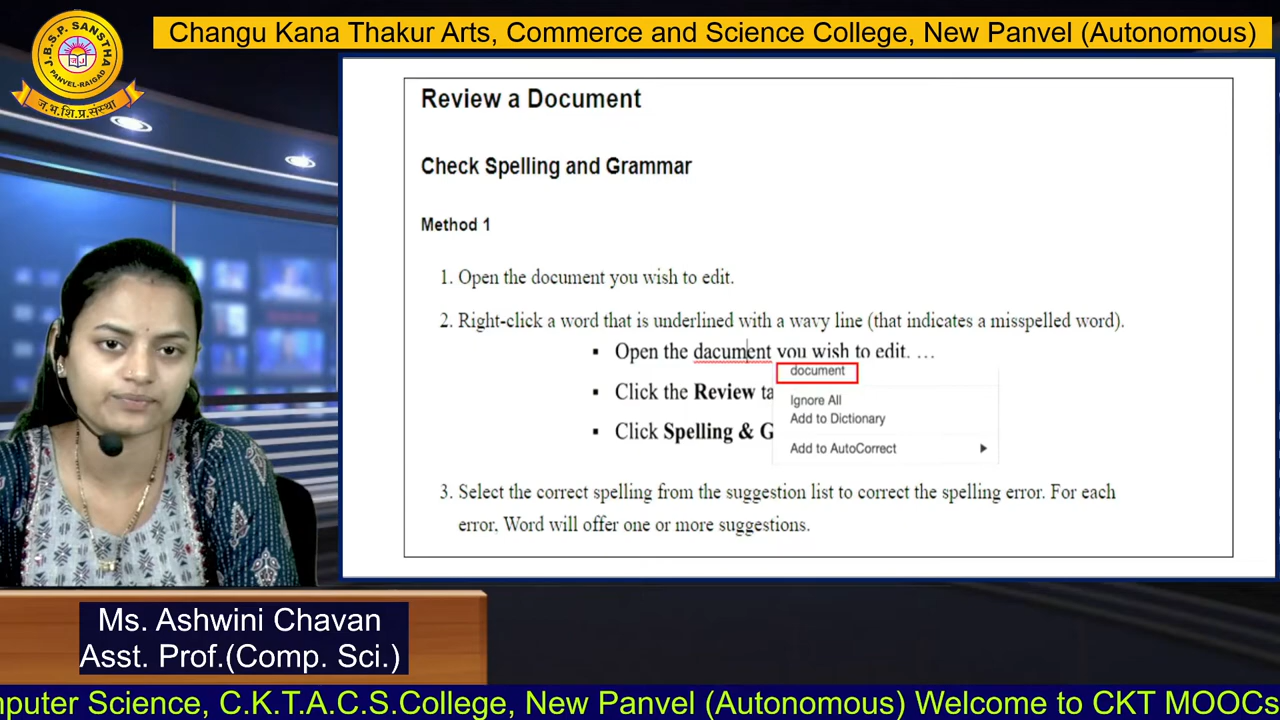 Changu Kana Thakur Arts, Commerce and Science College, New Panvel (Autonomous)
J.B.S.P. SANSTHA
PANVEL-RAIGAD
ज.भ.शि.प्र.संस्था
Review a Document
Check Spelling and Grammar
Method 1
1. Open the document you wish to edit.
2. Right-click a word that is underlined with a wavy line (that indicates a misspelled word).
▪ Open the dacument you wish to edit. …
document
▪ Click the Review ta
Ignore All
Add to Dictionary
▪ Click Spelling & G
Add to AutoCorrect
3. Select the correct spelling from the suggestion list to correct the spelling error. For each
error, Word will offer one or more suggestions.
Ms. Ashwini Chavan
Asst. Prof.(Comp. Sci.)
mputer Science, C.K.T.A.C.S.College, New Panvel (Autonomous) Welcome to CKT MOOCs